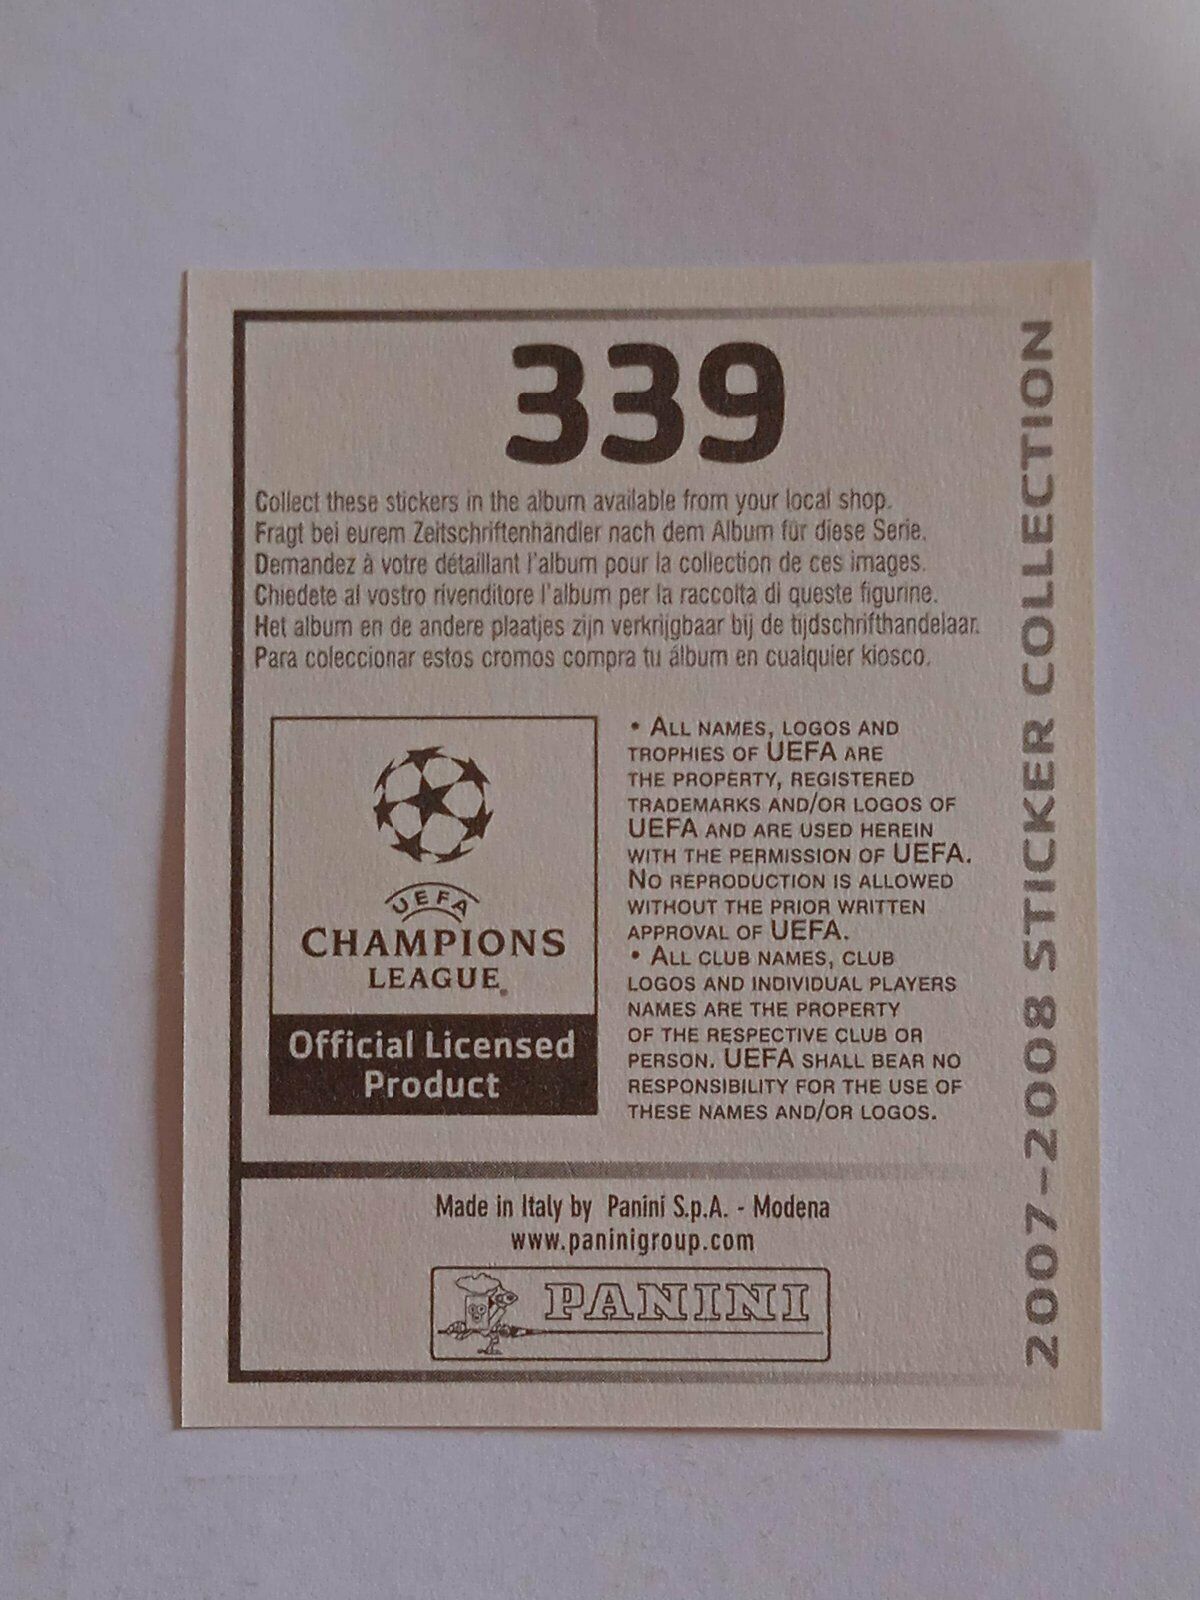 339
Collect these stickers in the album available from your local shop.
Fragt bei eurem Zeitschriftenhändler nach dem Album für diese Serie.
Demandez à votre détaillant l'album pour la collection de ces images.
Chiedete al vostro rivenditore l'album per la raccolta di queste figurine.
Het album en de andere plaatjes zijn verkrijgbaar bij de tijdschrifthandelaar.
Para coleccionar estos cromos compra tu álbum en cualquier kiosco.
UEFA
CHAMPIONS
LEAGUE®
Official Licensed
Product
• ALL NAMES, LOGOS AND
TROPHIES OF UEFA ARE
THE PROPERTY, REGISTERED
TRADEMARKS AND/OR LOGOS OF
UEFA AND ARE USED HEREIN
WITH THE PERMISSION OF UEFA.
NO REPRODUCTION IS ALLOWED
WITHOUT THE PRIOR WRITTEN
APPROVAL OF UEFA.
• ALL CLUB NAMES, CLUB
LOGOS AND INDIVIDUAL PLAYERS
NAMES ARE THE PROPERTY
OF THE RESPECTIVE CLUB OR
PERSON. UEFA SHALL BEAR NO
RESPONSIBILITY FOR THE USE OF
THESE NAMES AND/OR LOGOS.
Made in Italy by Panini S.p.A. - Modena
www.paninigroup.com
PANINI
2007-2008 STICKER COLLECTION